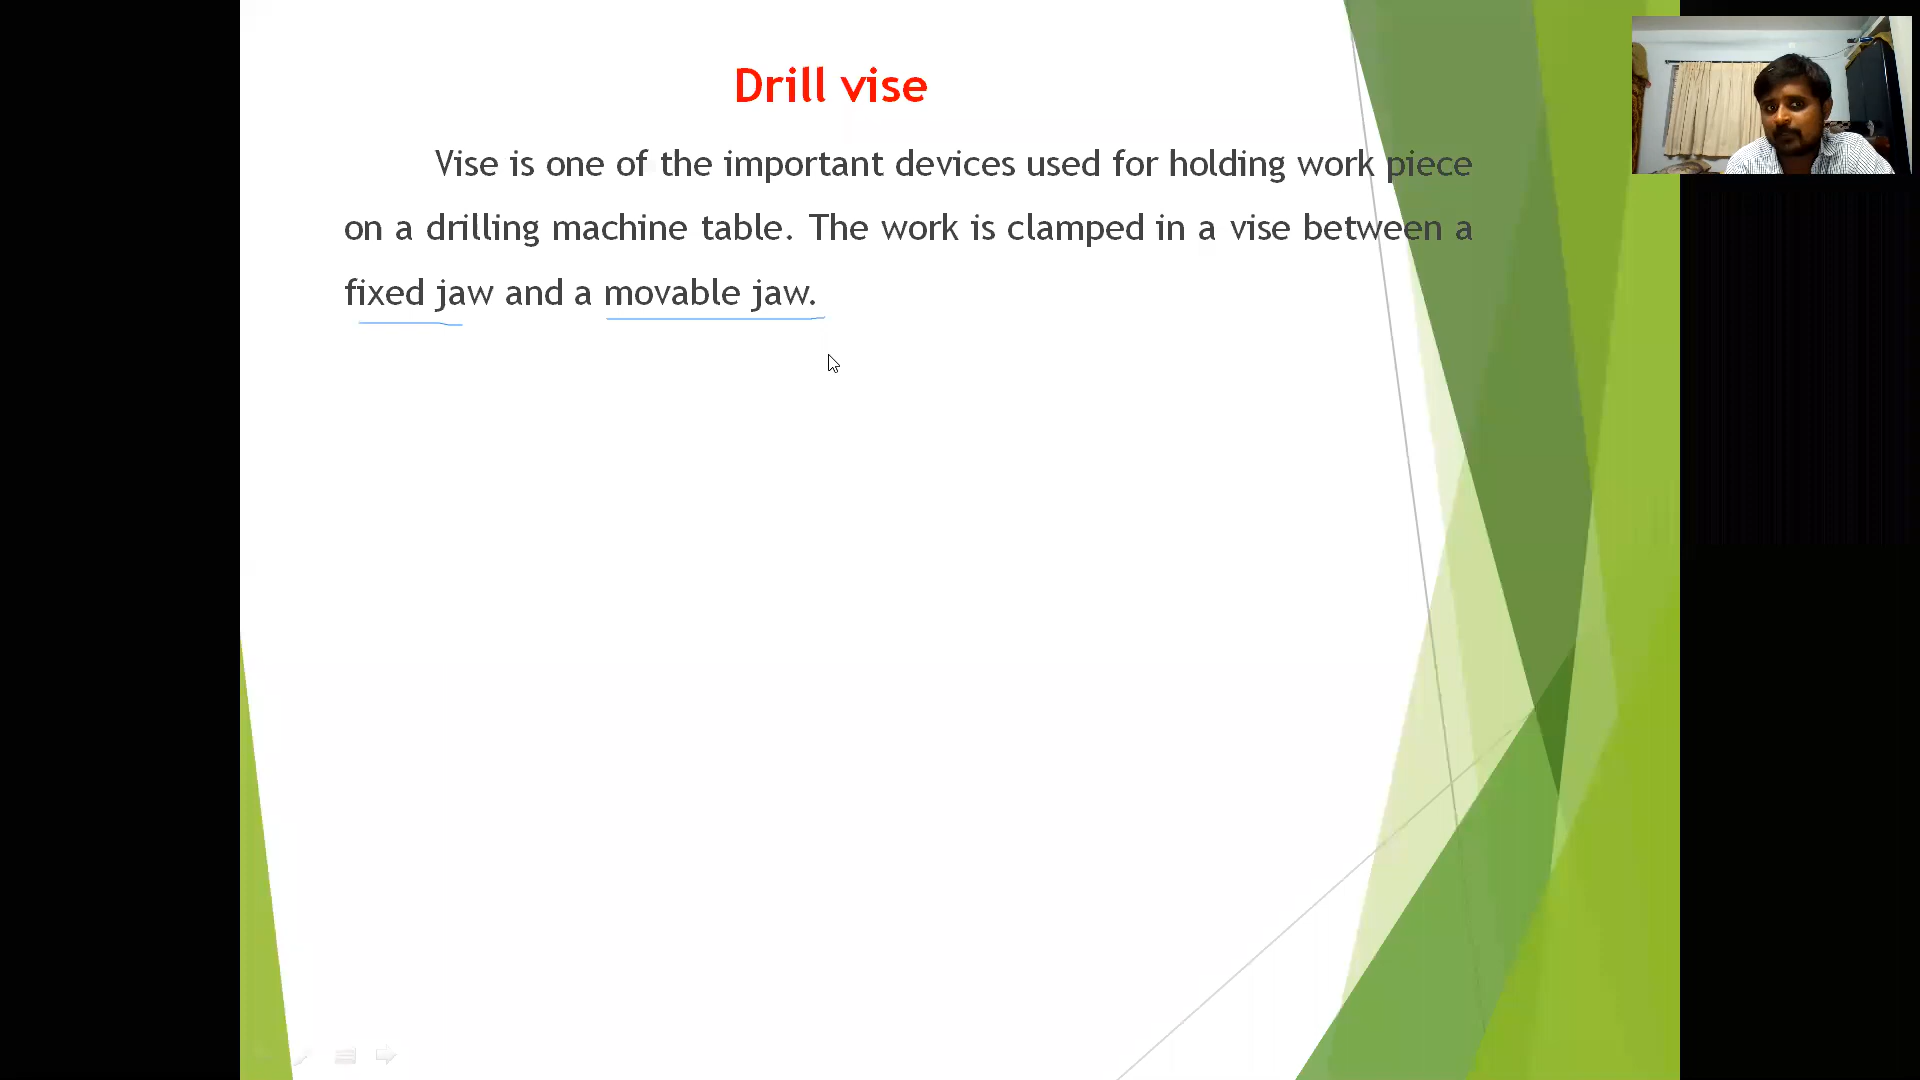 Drill vise
Vise is one of the important devices used for holding work piece
on a drilling machine table. The work is clamped in a vise between a
fixed jaw and a movable jaw.